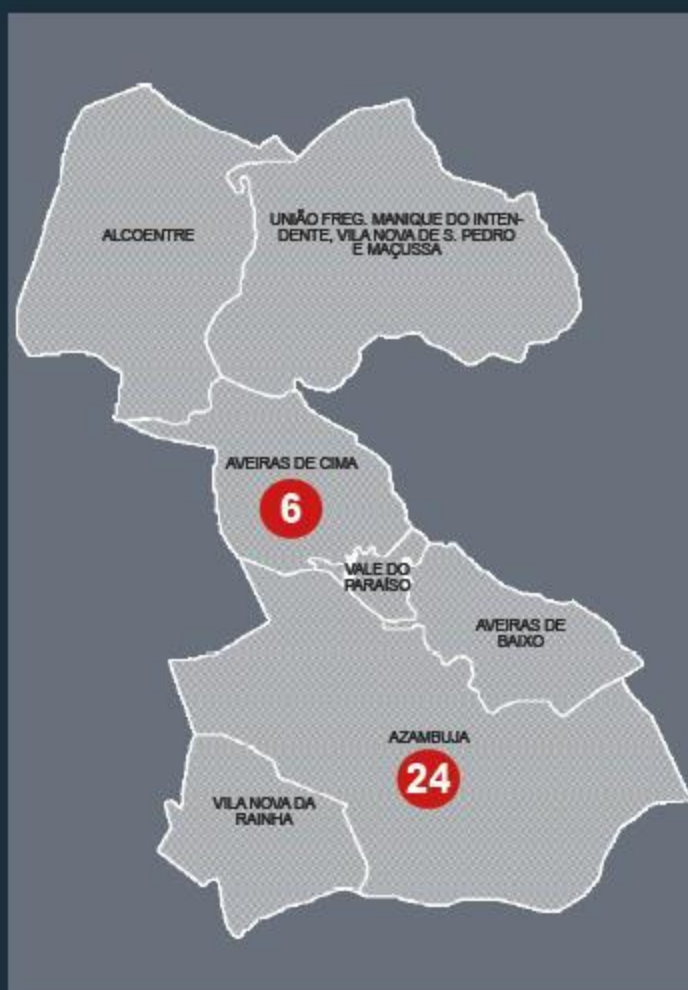 ALCOENTRE
UNIÃO FREG. MANIQUE DO INTEN-
DENTE, VILA NOVA DE S. PEDRO
E MAÇUSSA
AVEIRAS DE CIMA
6
VALE DO
PARAÍSO
AVEIRAS DE
BAIXO
AZAMBUJA
24
VILA NOVA DA
RAINHA